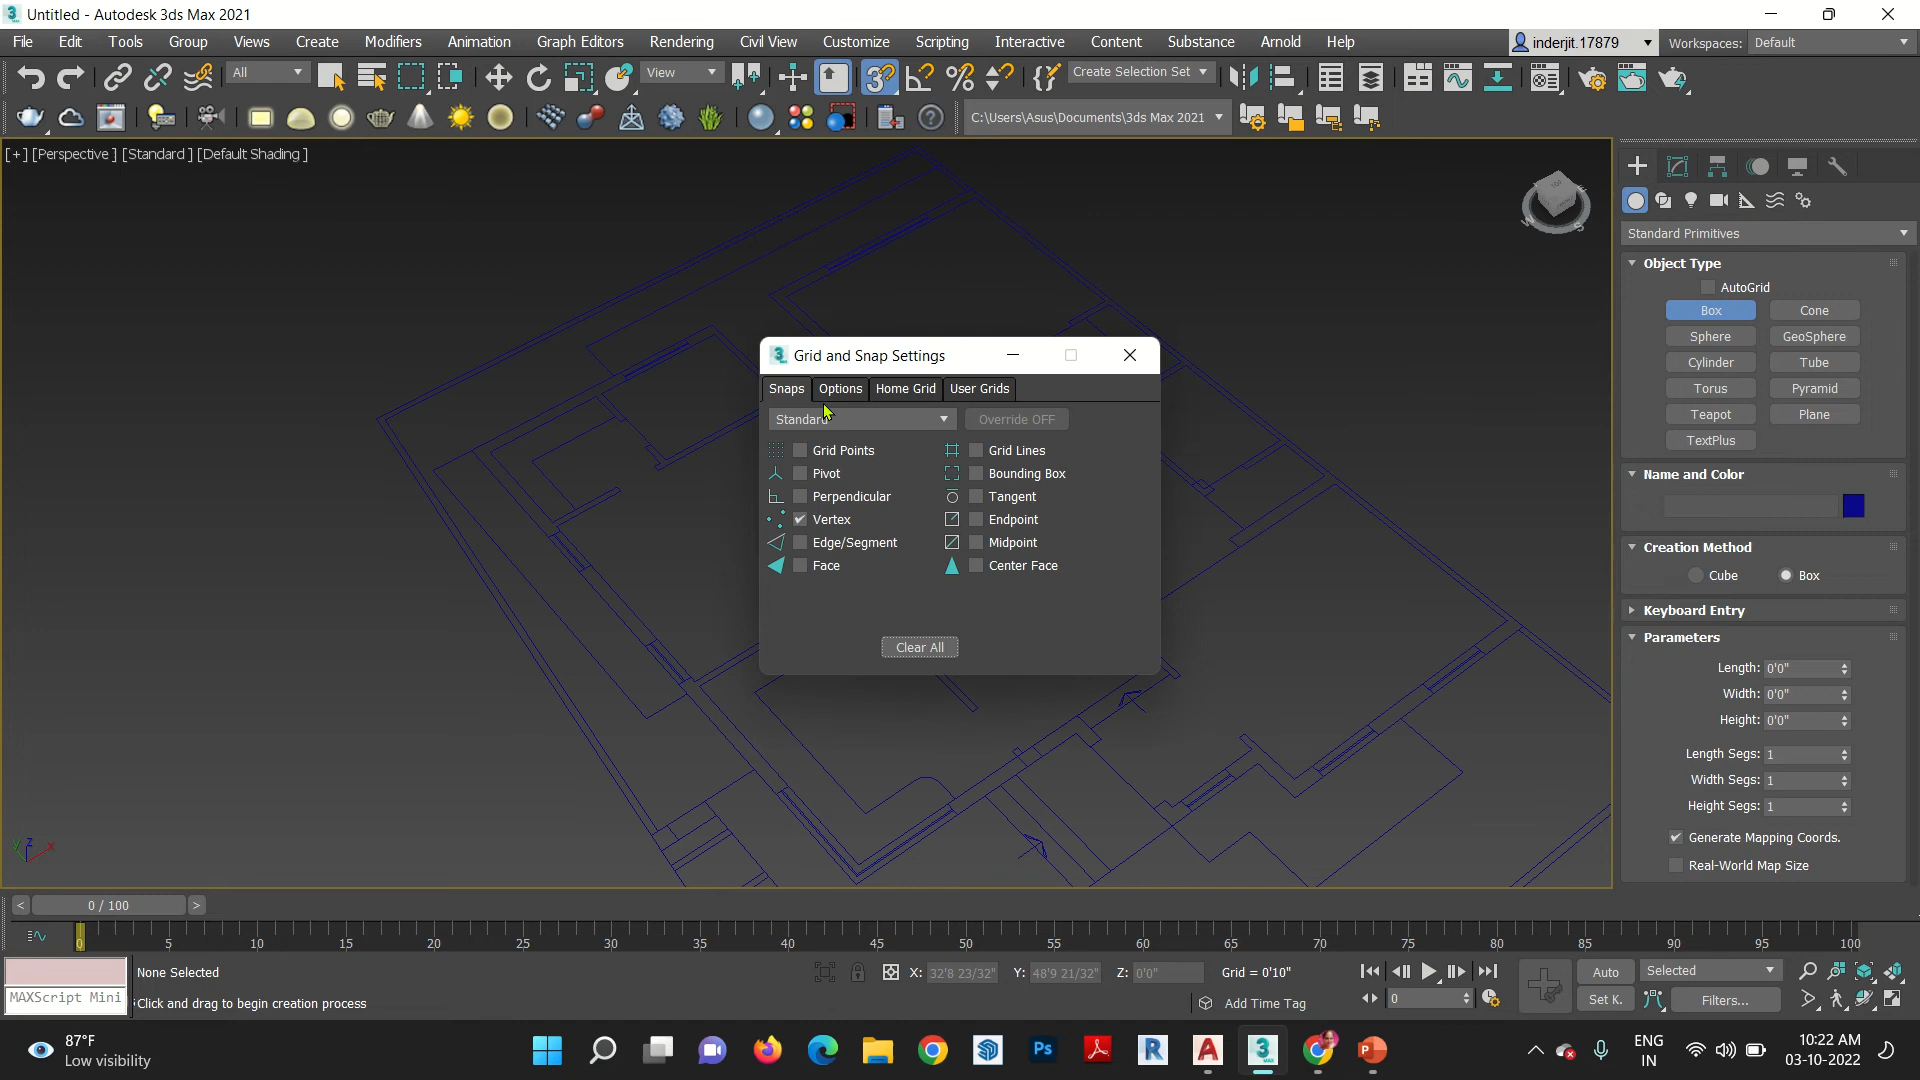 Untitled - Autodesk 3ds Max 2021
File Edit Tools Group Views Create Modifiers Animation Graph Editors Rendering Civil View Customize Scripting Interactive Content Substance Arnold Help
inderjit.17879 Workspaces: Default
All View Create Selection Set
C:\Users\Asus\Documents\3ds Max 2021
[+] [Perspective ] [Standard ] [Default Shading ]
Standard Primitives
Object Type
AutoGrid
Box Cone
Sphere GeoSphere
Cylinder Tube
Torus Pyramid
Teapot Plane
TextPlus
Name and Color
Creation Method
Cube Box
Keyboard Entry
Parameters
Length: 0'0"
Width: 0'0"
Height: 0'0"
Length Segs: 1
Width Segs: 1
Height Segs: 1
Generate Mapping Coords.
Real-World Map Size
Grid and Snap Settings
Snaps Options Home Grid User Grids
Standard Override OFF
Grid Points Grid Lines
Pivot Bounding Box
Perpendicular Tangent
Vertex Endpoint
Edge/Segment Midpoint
Face Center Face
Clear All
< 0 / 100 >
0 5 10 15 20 25 30 35 40 45 50 55 60 65 70 75 80 85 90 95 100
None Selected X: 32'8 23/32" Y: 48'9 21/32" Z: 0'0" Grid = 0'10" Auto Selected
MAXScript Mini Click and drag to begin creation process Add Time Tag 0 Set K. Filters...
87°F
Low visibility
ENG
IN
10:22 AM
03-10-2022